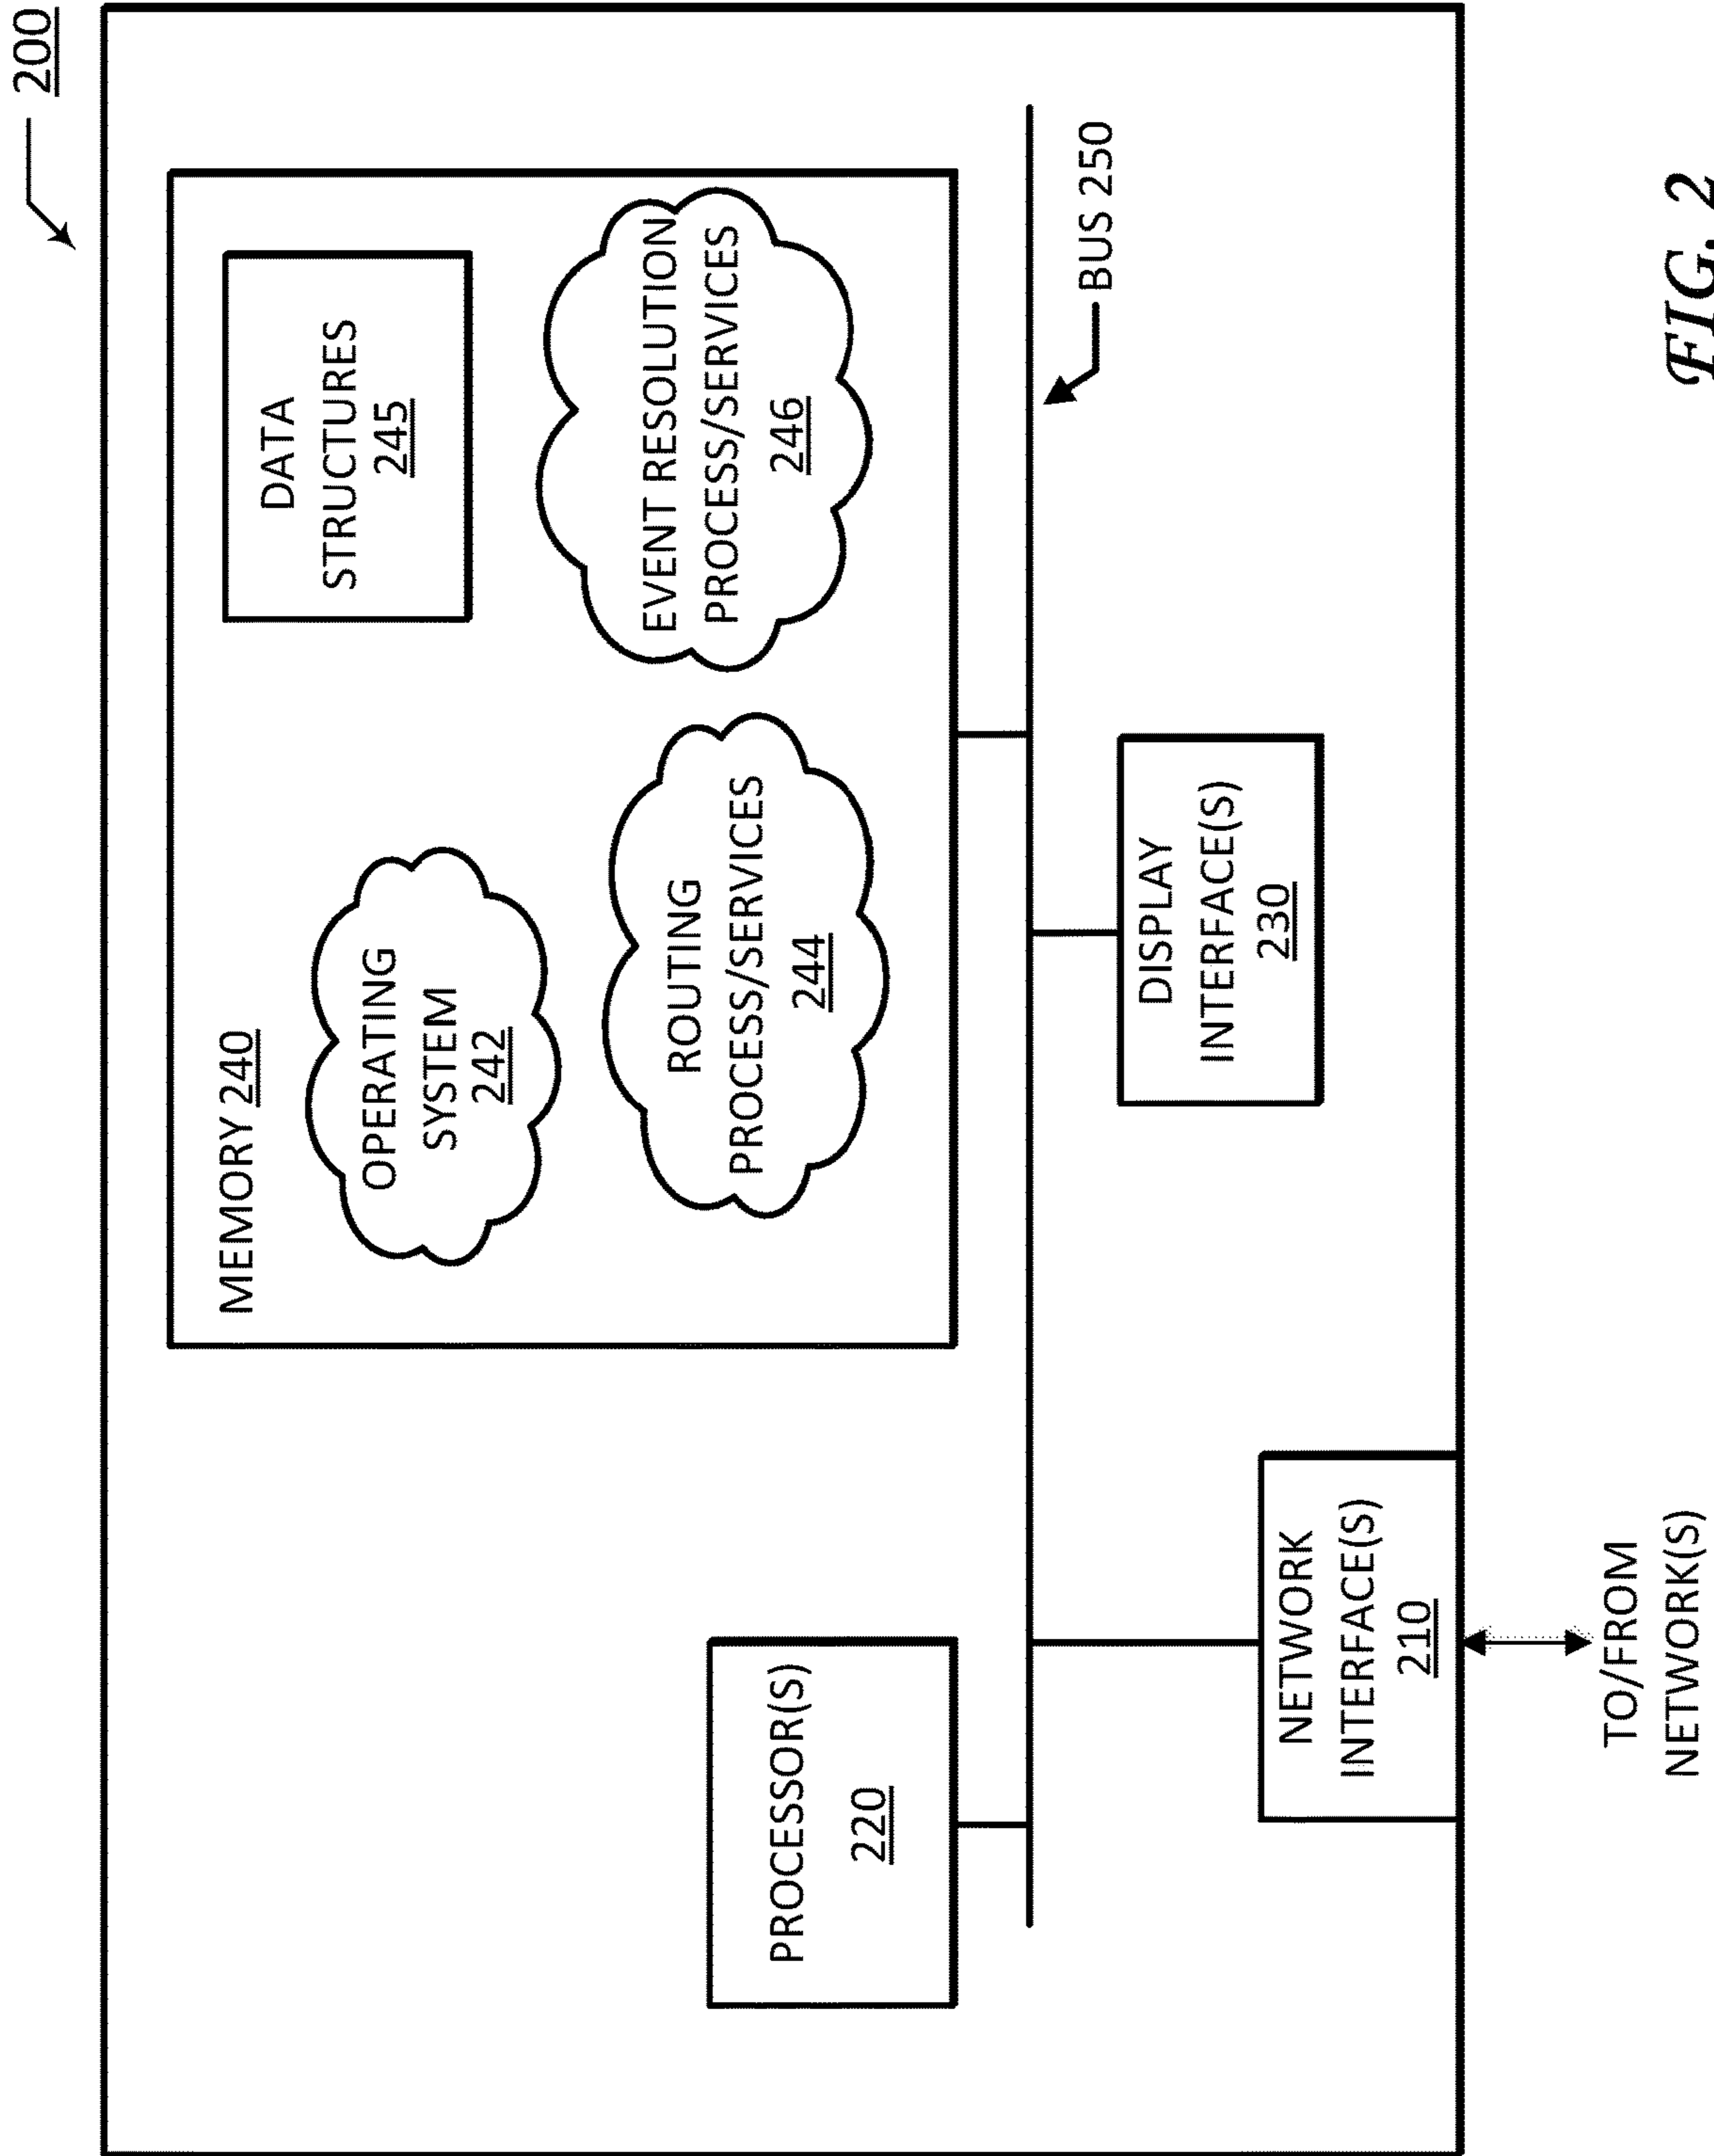 200
MEMORY 240
DATA
STRUCTURES
245
OPERATING
SYSTEM
242
EVENT RESOLUTION
PROCESS/SERVICES
246
ROUTING
PROCESS/SERVICES
244
PROCESSOR(S)
220
BUS 250
DISPLAY
INTERFACE(S)
230
NETWORK
INTERFACE(S)
210
TO/FROM
NETWORK(S)
FIG. 2